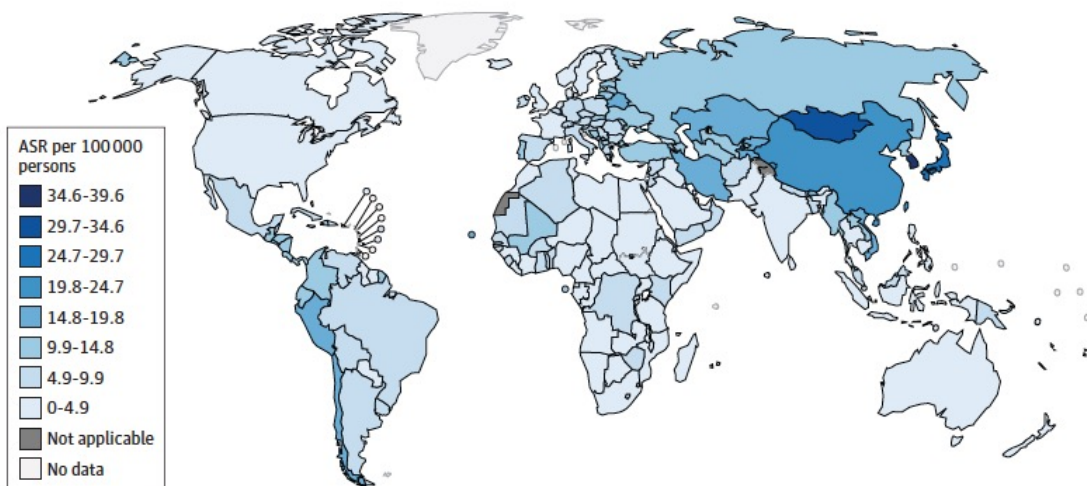 ASR per 100 000
persons
34.6-39.6
29.7-34.6
24.7-29.7
19.8-24.7
14.8-19.8
9.9-14.8
4.9-9.9
0-4.9
Not applicable
No data